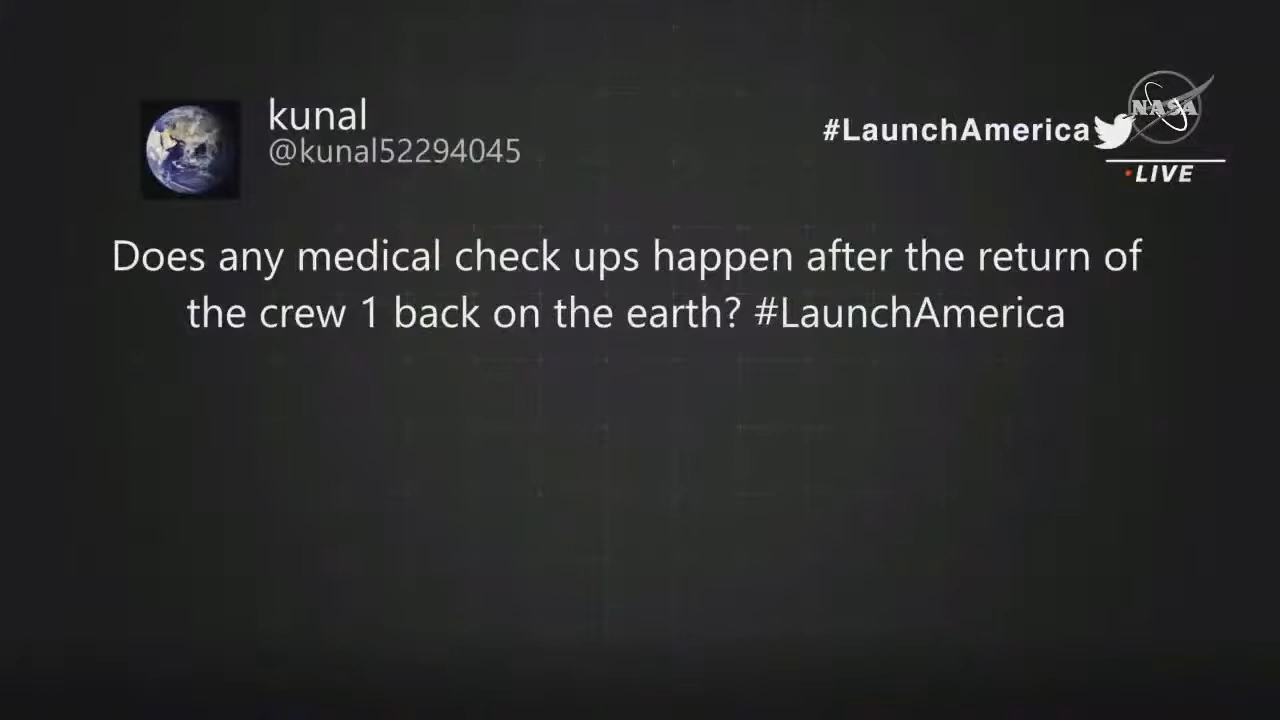 kunal
@kunal52294045
#LaunchAmerica
NASA
LIVE
Does any medical check ups happen after the return of
the crew 1 back on the earth? #LaunchAmerica